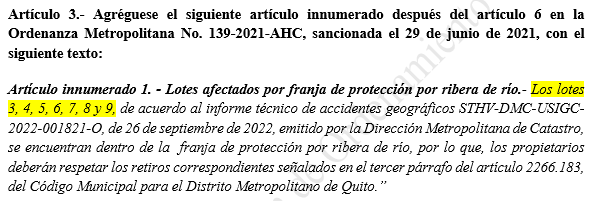 Artículo 3.- Agréguese el siguiente artículo innumerado después del artículo 6 en la
Ordenanza Metropolitana No. 139-2021-AHC, sancionada el 29 de junio de 2021, con el
siguiente texto:
Artículo innumerado 1. - Lotes afectados por franja de protección por ribera de río.- Los lotes
3, 4, 5, 6, 7, 8 y 9, de acuerdo al informe técnico de accidentes geográficos STHV-DMC-USIGC-
2022-001821-O, de 26 de septiembre de 2022, emitido por la Dirección Metropolitana de Catastro,
se encuentran dentro de la franja de protección por ribera de río, por lo que, los propietarios
deberán respetar los retiros correspondientes señalados en el tercer párrafo del artículo 2266.183,
del Código Municipal para el Distrito Metropolitano de Quito.”